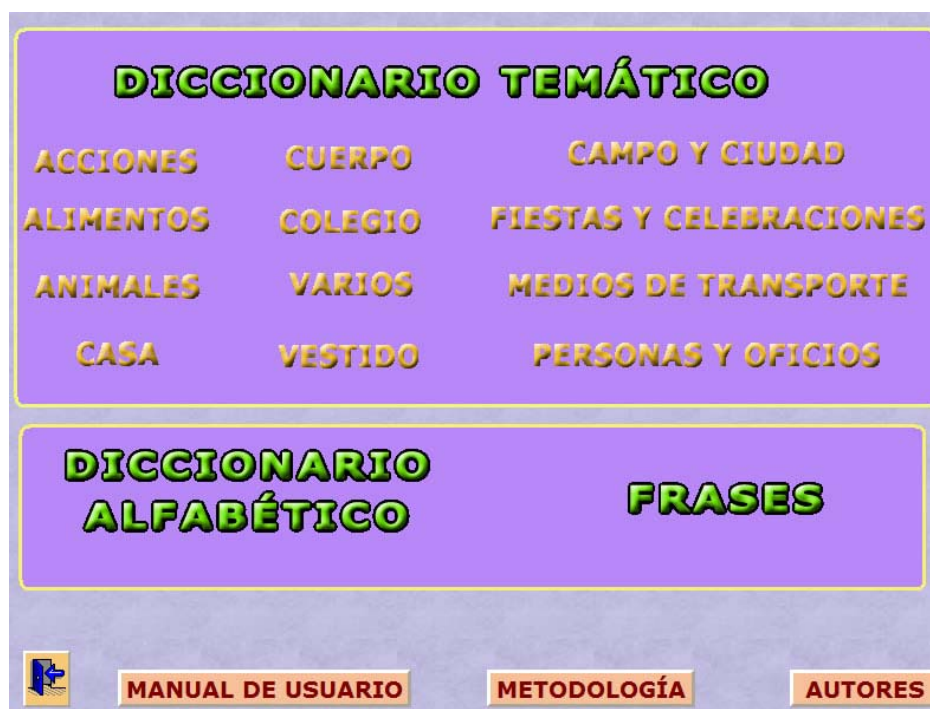 DICCIONARIO TEMÁTICO
ACCIONES CUERPO CAMPO Y CIUDAD
ALIMENTOS COLEGIO FIESTAS Y CELEBRACIONES
ANIMALES VARIOS MEDIOS DE TRANSPORTE
CASA VESTIDO PERSONAS Y OFICIOS
DICCIONARIO
ALFABÉTICO
FRASES
MANUAL DE USUARIO METODOLOGÍA AUTORES